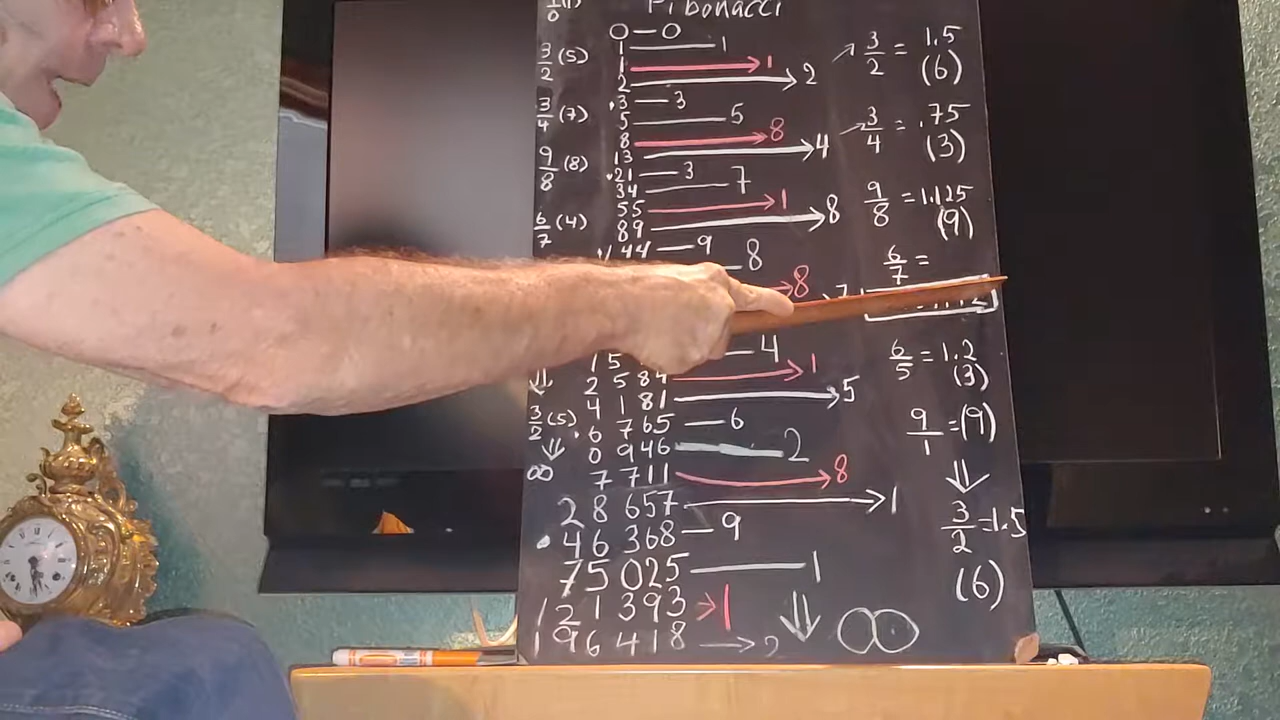 Fibonacci
0 — 0
1 — 1
3/2 (5) 1 → 1 3/2 = 1.5
2 → 2 (6)
3/4 (7) .3 — 3
5 — 5 3/4 = .75
8 → 8 (3)
9/8 (8) 13 → 4
.21 — 3
34 — 7 9/8 = 1.125
55 → 1 (9)
6/7 (4) 89 → 8
144 — 9 6/7 =
8
→ 8
4 6/5 = 1.2
2584 → 1 (3)
4181 → 5
3/2 (5) .6765 — 6 9/1 = (9)
0946 — 2
∞ 7711 → 8
28657 → 1 3/2 = 1.5
.46368 — 9 (6)
75025 — 1
121393 → 1
196418 → 2